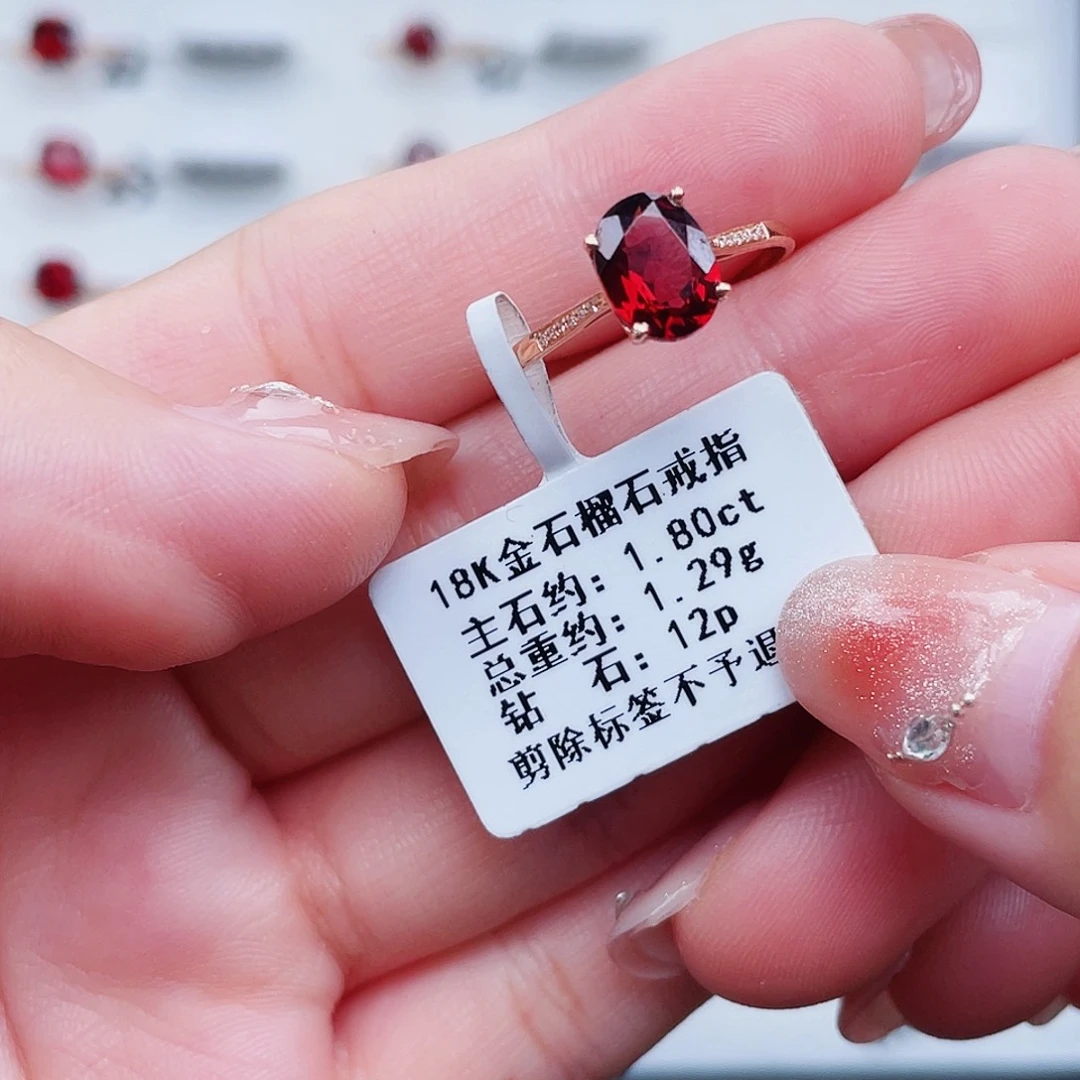 18K金石榴石戒指
主石约: 1.80ct
总重约: 1.29g
钻 石: 12p
剪除标签不予退